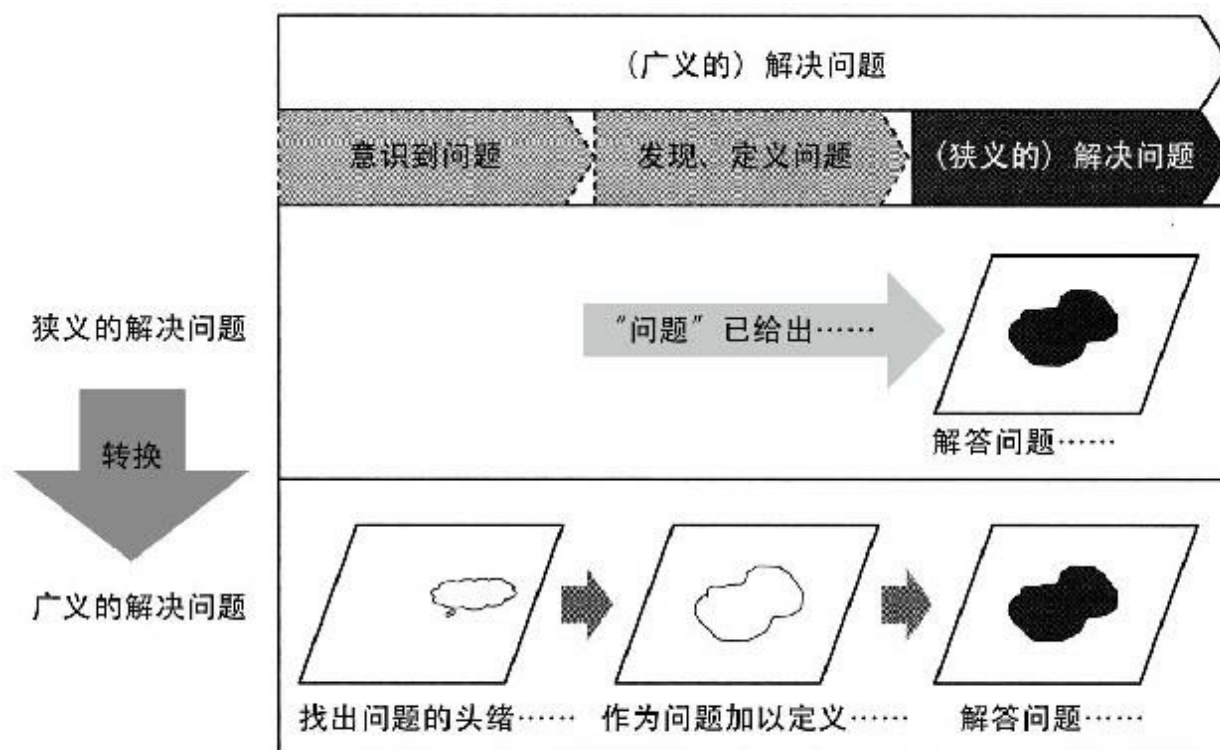 （广义的）解决问题
意识到问题
发现、定义问题
（狭义的）解决问题
狭义的解决问题
“问题”已给出……
解答问题……
转换
广义的解决问题
找出问题的头绪……
作为问题加以定义……
解答问题……